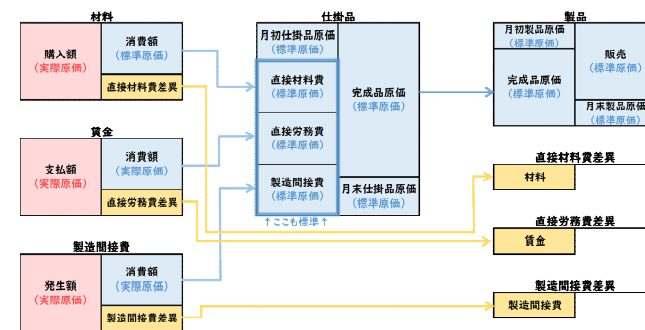 材料
購入額
(実際原価)
消費額
(標準原価)
直接材料費差異
賃金
支払額
(実際原価)
消費額
(実際原価)
直接労務費差異
製造間接費
発生額
(実際原価)
消費額
(実際原価)
製造間接費差異
仕掛品
月初仕掛品原価
(標準原価)
直接材料費
(標準原価)
直接労務費
(標準原価)
製造間接費
(標準原価)
↑ここも標準↑
完成品原価
(標準原価)
月末仕掛品原価
(標準原価)
製品
月初製品原価
(標準原価)
完成品原価
(標準原価)
販売
(標準原価)
月末製品原価
(標準原価)
直接材料費差異
材料
直接労務費差異
賃金
製造間接費差異
製造間接費